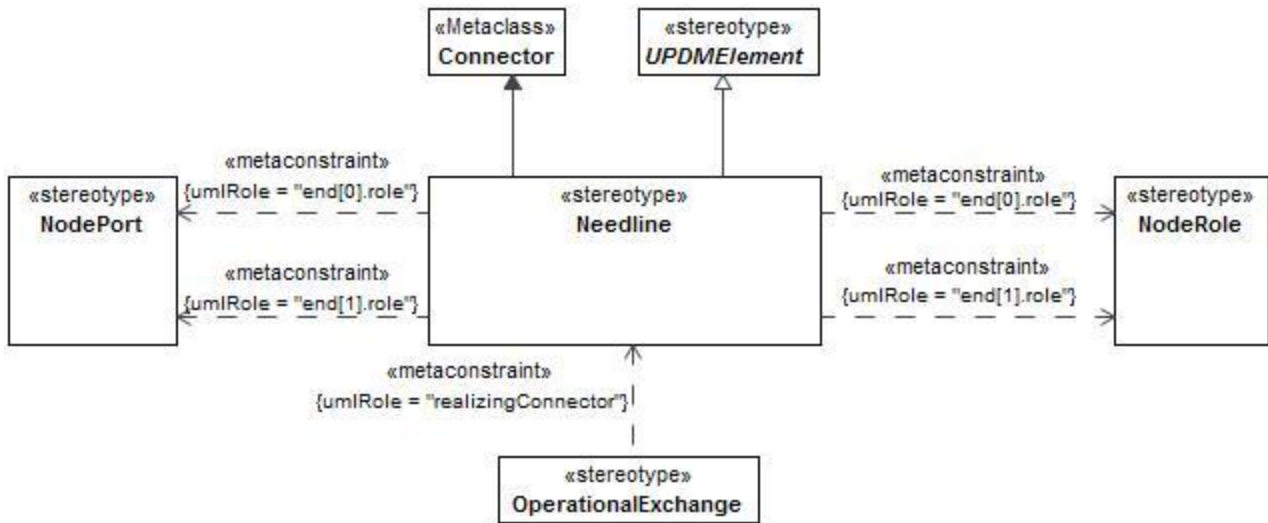 «Metaclass»
Connector
«stereotype»
UPDMElement
«metaconstraint»
{umlRole = "end[0].role"}
«metaconstraint»
{umlRole = "end[0].role"}
«stereotype»
NodePort
«stereotype»
Needline
«stereotype»
NodeRole
«metaconstraint»
{umlRole = "end[1].role"}
«metaconstraint»
{umlRole = "end[1].role"}
«metaconstraint»
{umlRole = "realizingConnector"}
«stereotype»
OperationalExchange